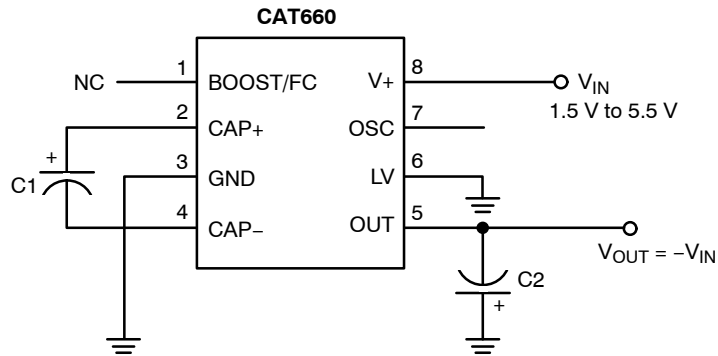 CAT660
NC
1
BOOST/FC
V+
8
V_IN
1.5 V to 5.5 V
2
CAP+
OSC
7
+
C1
3
GND
LV
6
4
CAP−
OUT
5
V_OUT = −V_IN
C2
+